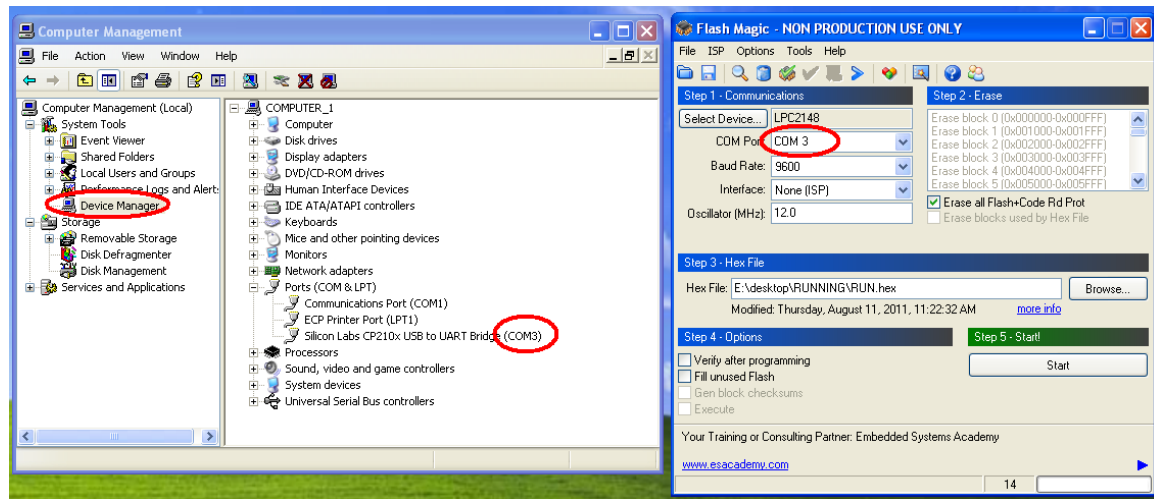 Computer Management
File Action View Window Help
Computer Management (Local)
System Tools
Event Viewer
Shared Folders
Local Users and Groups
Performance Logs and Alert:
Device Manager
Storage
Removable Storage
Disk Defragmenter
Disk Management
Services and Applications
COMPUTER_1
Computer
Disk drives
Display adapters
DVD/CD-ROM drives
Human Interface Devices
IDE ATA/ATAPI controllers
Keyboards
Mice and other pointing devices
Monitors
Network adapters
Ports (COM & LPT)
Communications Port (COM1)
ECP Printer Port (LPT1)
Silicon Labs CP210x USB to UART Bridge (COM3)
Processors
Sound, video and game controllers
System devices
Universal Serial Bus controllers
Flash Magic - NON PRODUCTION USE ONLY
File ISP Options Tools Help
Step 1 - Communications
Select Device... LPC2148
COM Port: COM 3
Baud Rate: 9600
Interface: None (ISP)
Oscillator (MHz): 12.0
Step 2 - Erase
Erase block 0 (0x000000-0x000FFF)
Erase block 1 (0x001000-0x001FFF)
Erase block 2 (0x002000-0x002FFF)
Erase block 3 (0x003000-0x003FFF)
Erase block 4 (0x004000-0x004FFF)
Erase block 5 (0x005000-0x005FFF)
Erase all Flash+Code Rd Prot
Erase blocks used by Hex File
Step 3 - Hex File
Hex File: E:\desktop\RUNNING\RUN.hex Browse...
Modified: Thursday, August 11, 2011, 11:22:32 AM more info
Step 4 - Options
Verify after programming
Fill unused Flash
Gen block checksums
Execute
Step 5 - Start!
Start
Your Training or Consulting Partner: Embedded Systems Academy
www.esacademy.com
14